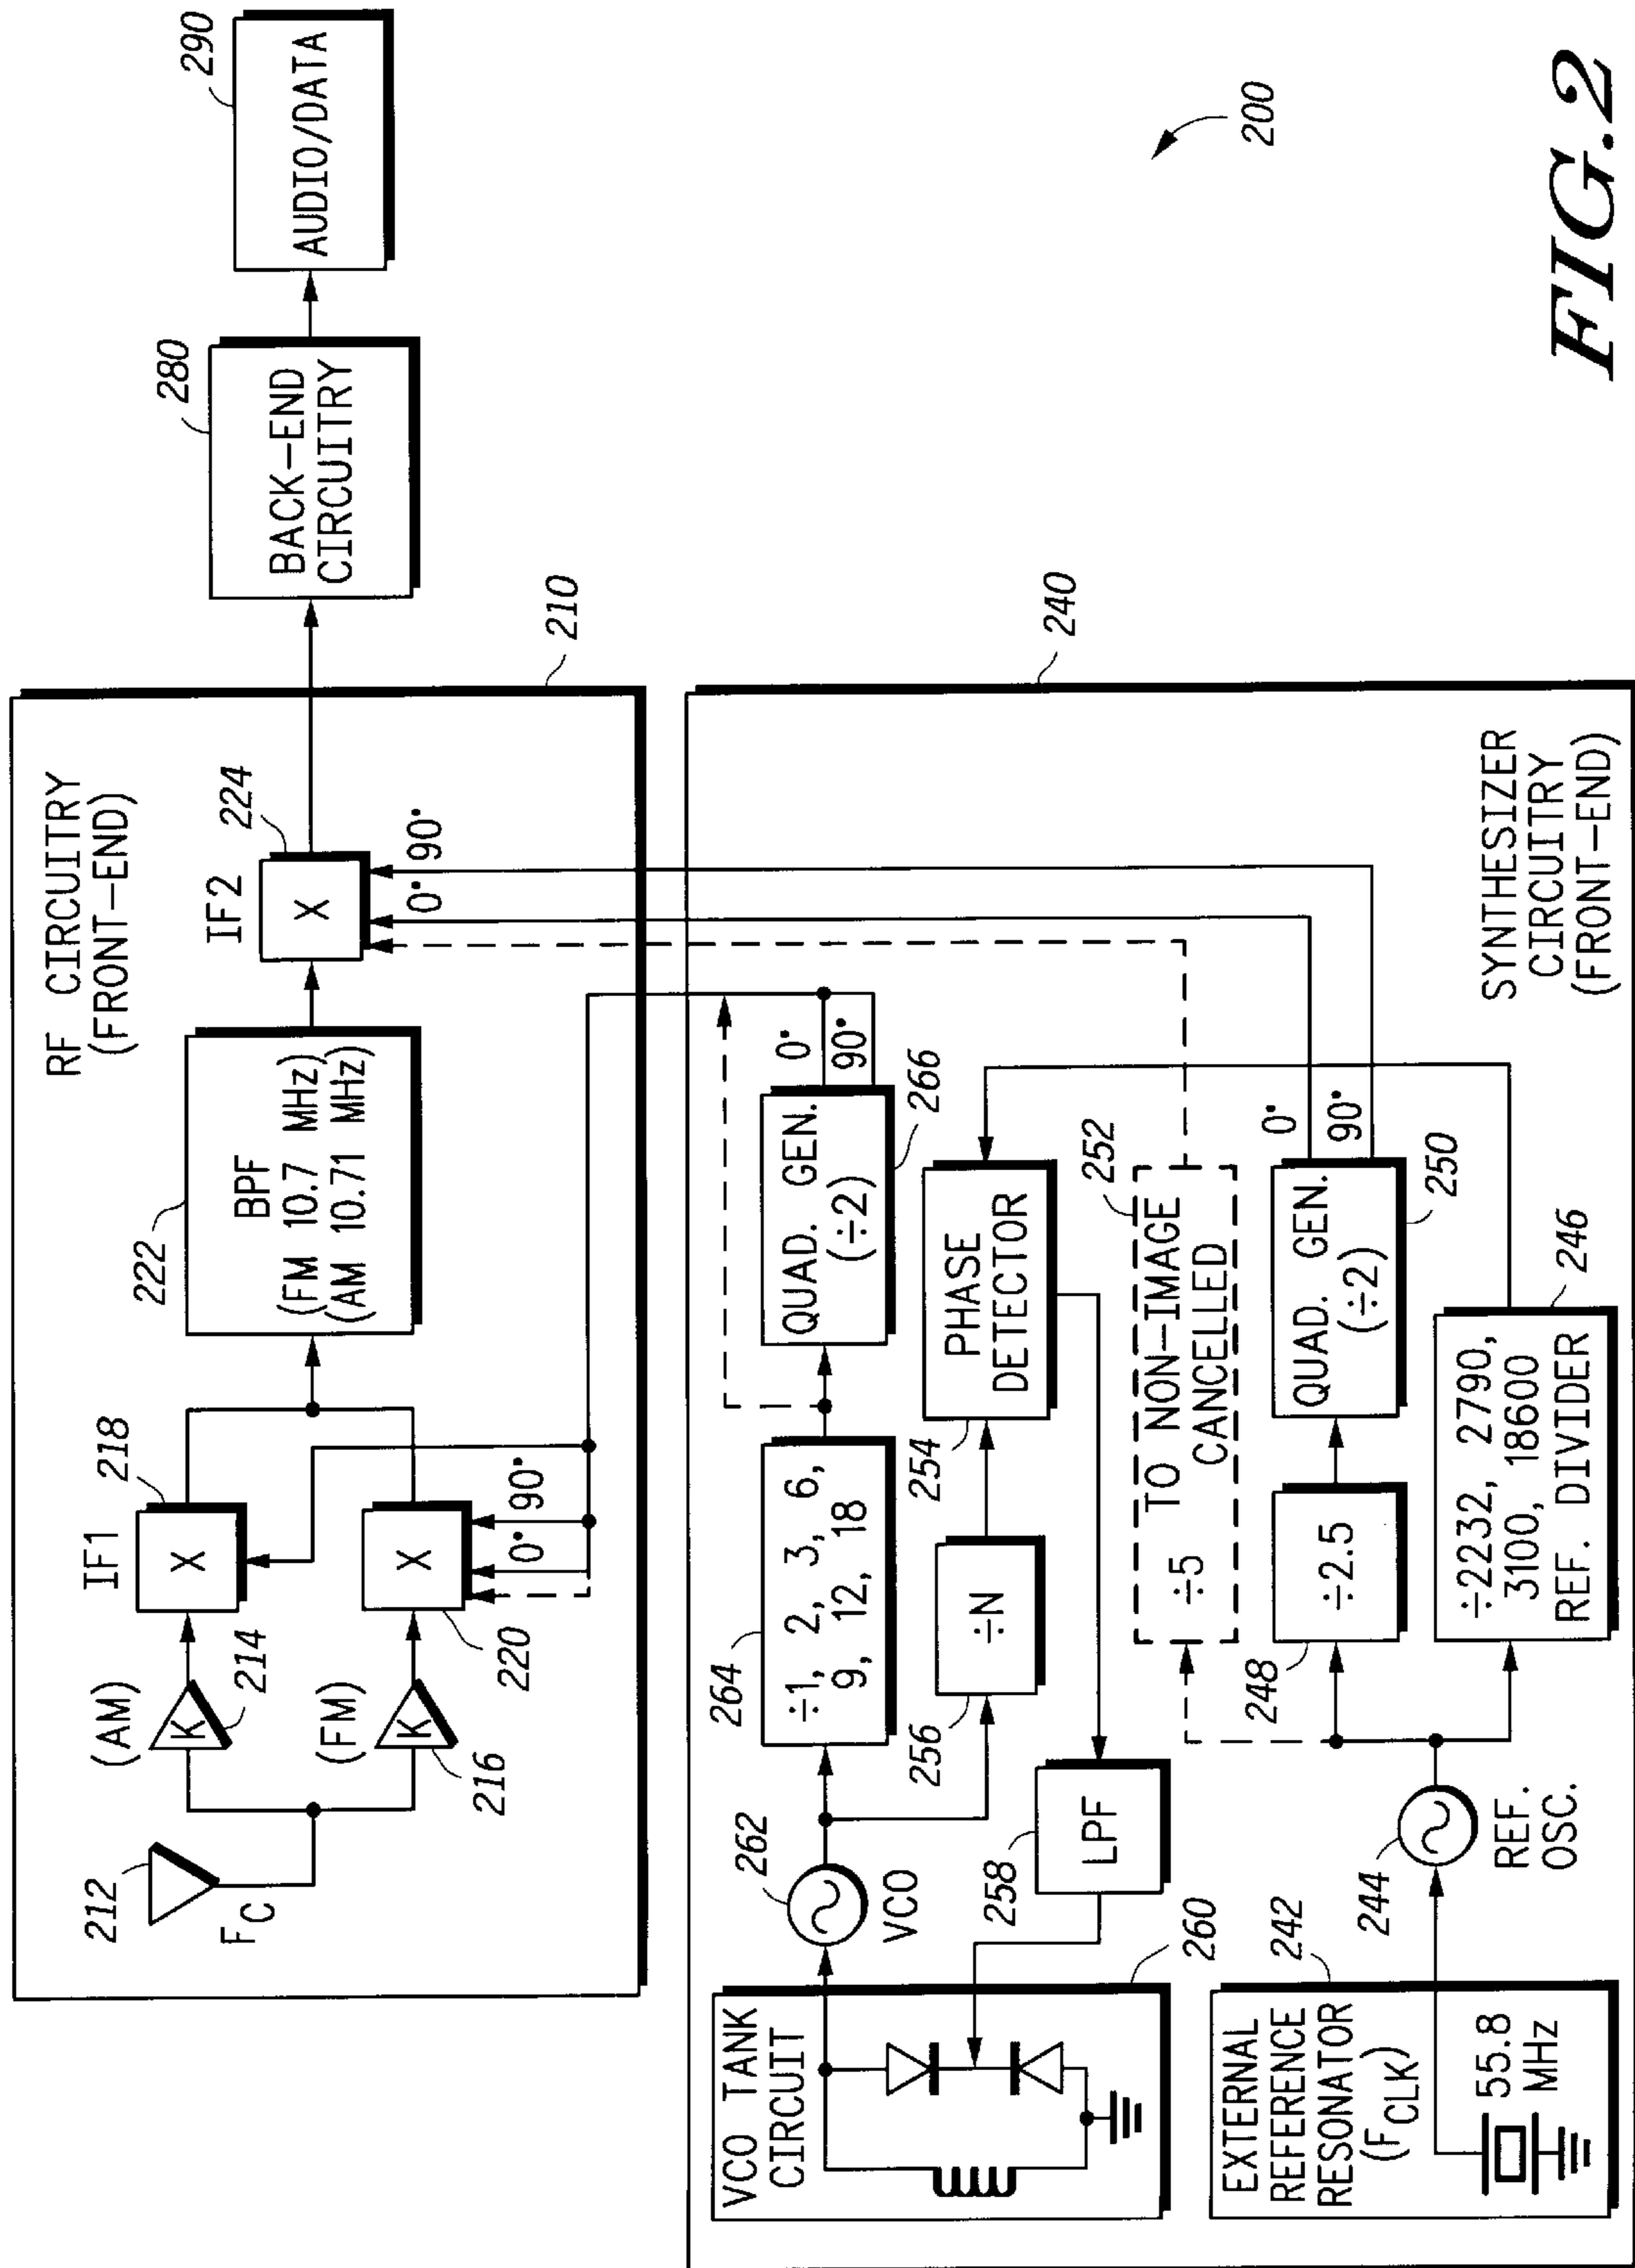 RF CIRCUITRY
(FRONT-END)
212
F_C
(AM)
K
214
(FM)
K
216
IF1
218
X
X
220
0° 90°
222
BPF
(FM 10.7 MHz)
(AM 10.71 MHz)
IF2
224
X
0° 90°
210
280
BACK-END
CIRCUITRY
290
AUDIO/DATA
VCO TANK
CIRCUIT
260
262
VCO
264
÷1, 2, 3, 6,
9, 12, 18
QUAD. GEN.
(÷2)
266
0°
90°
256
÷N
254
PHASE
DETECTOR
258
LPF
252
÷5
TO NON-IMAGE
CANCELLED
EXTERNAL
REFERENCE
RESONATOR
(F_CLK)
55.8
MHz
242
244
REF.
OSC.
248
÷2.5
QUAD. GEN.
(÷2)
250
0°
90°
÷2232, 2790,
3100, 18600
REF. DIVIDER
246
240
SYNTHESIZER
CIRCUITRY
(FRONT-END)
200
FIG.2